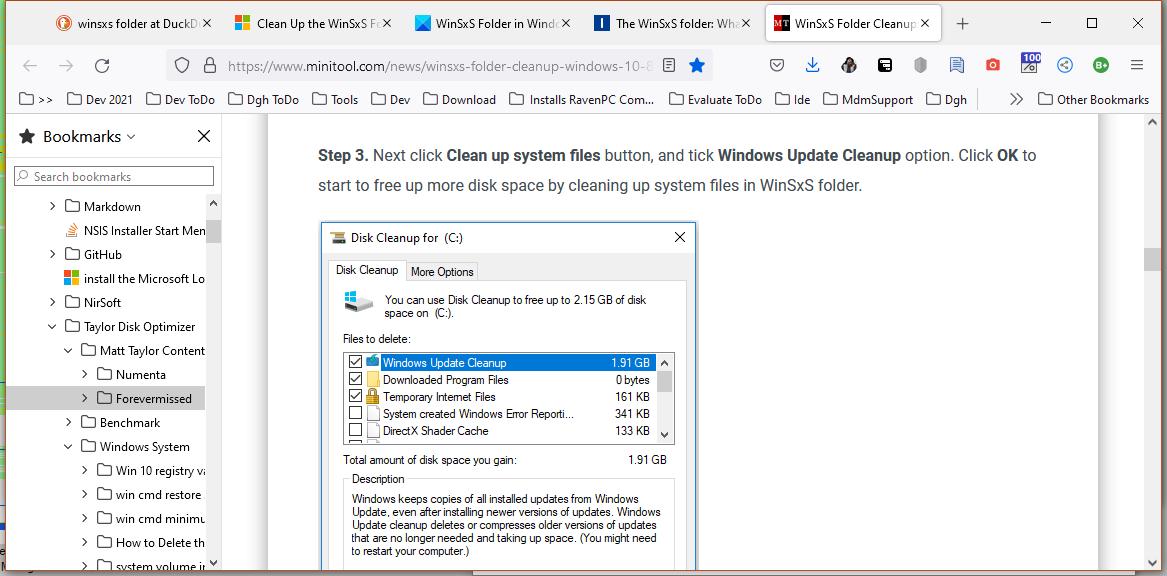 winsxs folder at DuckD
Clean Up the WinSxS F
WinSxS Folder in Windo
The WinSxS folder: Wha
MT
WinSxS Folder Cleanup
https://www.minitool.com/news/winsxs-folder-cleanup-windows-10-8
100
B+
>>
Dev 2021
Dev ToDo
Dgh ToDo
Tools
Dev
Download
Installs RavenPC Com...
Evaluate ToDo
Ide
MdmSupport
Dgh
Other Bookmarks
Bookmarks
Search bookmarks
Markdown
NSIS Installer Start Men
GitHub
install the Microsoft Lo
NirSoft
Taylor Disk Optimizer
Matt Taylor Content
Numenta
Forevermissed
Benchmark
Windows System
Win 10 registry va
win cmd restore
win cmd minimu
How to Delete th
system volume in
Step 3. Next click Clean up system files button, and tick Windows Update Cleanup option. Click OK to
start to free up more disk space by cleaning up system files in WinSxS folder.
Disk Cleanup for (C:)
Disk Cleanup
More Options
You can use Disk Cleanup to free up to 2.15 GB of disk
space on (C:).
Files to delete:
Windows Update Cleanup 1.91 GB
Downloaded Program Files 0 bytes
Temporary Internet Files 161 KB
System created Windows Error Reporti... 341 KB
DirectX Shader Cache 133 KB
Total amount of disk space you gain: 1.91 GB
Description
Windows keeps copies of all installed updates from Windows
Update, even after installing newer versions of updates. Windows
Update cleanup deletes or compresses older versions of updates
that are no longer needed and taking up space. (You might need
to restart your computer.)